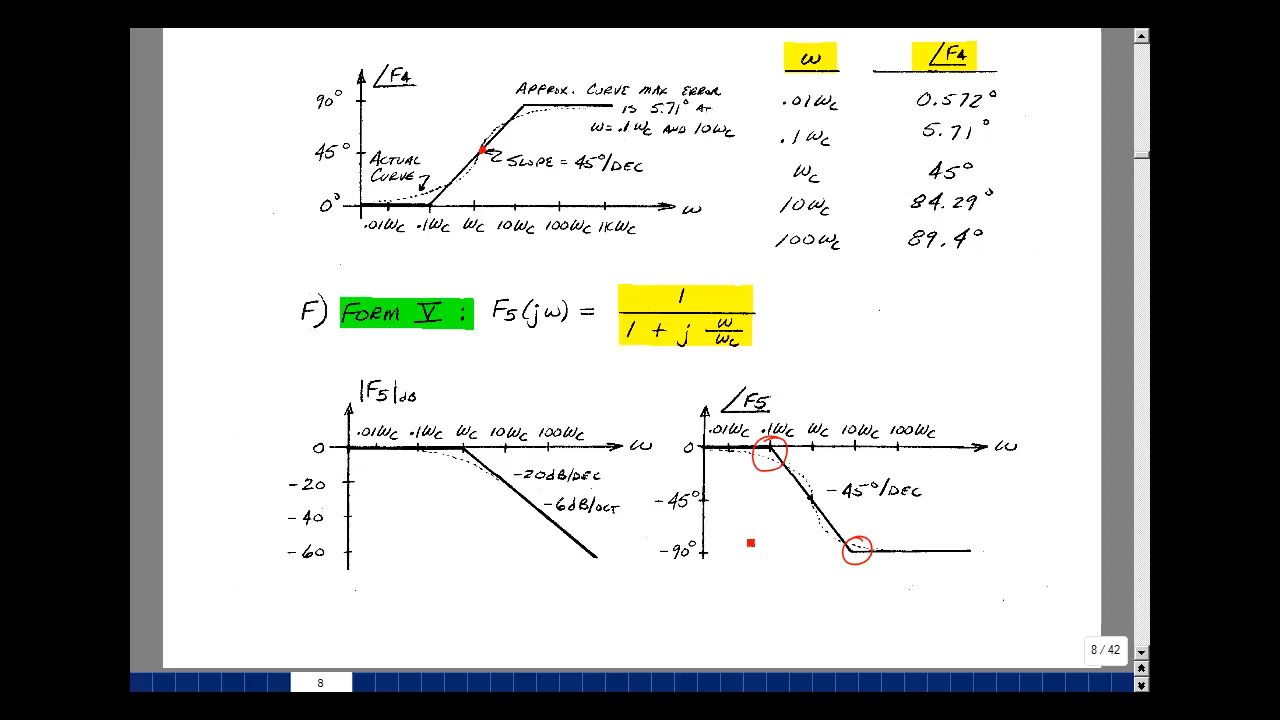 ∠F4
90°
45°
0°
ACTUAL
CURVE
APPROX. CURVE MAX ERROR
IS 5.71° AT
ω=.1ωc AND 10ωc
SLOPE = 45°/DEC
.01ωc .1ωc ωc 10ωc 100ωc 1Kωc
ω
ω ∠F4
.01ωc 0.572°
.1ωc 5.71°
ωc 45°
10ωc 84.29°
100ωc 89.4°
F) FORM V : F5(jω) = 1 / 1 + j ω/ωc
|F5|dB
.01ωc .1ωc ωc 10ωc 100ωc
ω
0
-20
-40
-60
-20dB/DEC
-6dB/OCT
∠F5
.01ωc .1ωc ωc 10ωc 100ωc
ω
0
-45°
-90°
-45°/DEC
8 / 42
8